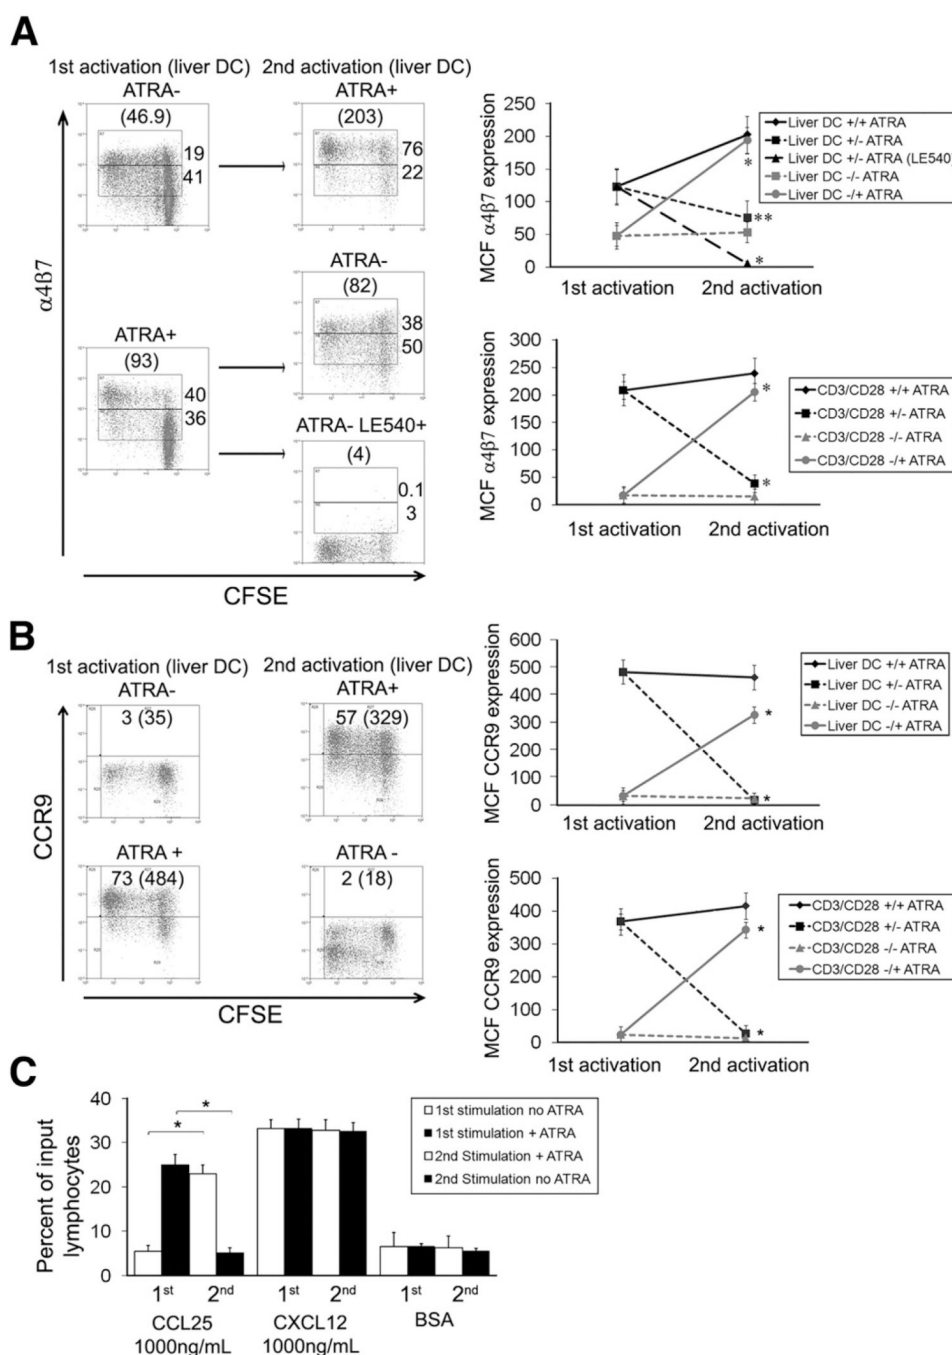 A
1st activation (liver DC)
2nd activation (liver DC)
ATRA-
(46.9)
19
41
ATRA+
(203)
76
22
ATRA-
(82)
38
50
ATRA+
(93)
40
36
ATRA- LE540+
(4)
0.1
3
α4β7
CFSE
MCF α4β7 expression
250
200
150
100
50
0
*
**
*
1st activation
2nd activation
Liver DC +/+ ATRA
Liver DC +/- ATRA
Liver DC +/- ATRA (LE540)
Liver DC -/- ATRA
Liver DC -/+ ATRA
MCF α4β7 expression
300
250
200
150
100
50
0
*
*
1st activation
2nd activation
CD3/CD28 +/+ ATRA
CD3/CD28 +/- ATRA
CD3/CD28 -/- ATRA
CD3/CD28 -/+ ATRA
B
1st activation (liver DC)
2nd activation (liver DC)
ATRA-
3 (35)
ATRA+
57 (329)
ATRA +
73 (484)
ATRA -
2 (18)
CCR9
CFSE
MCF CCR9 expression
600
500
400
300
200
100
0
*
*
1st activation
2nd activation
Liver DC +/+ ATRA
Liver DC +/- ATRA
Liver DC -/- ATRA
Liver DC -/+ ATRA
MCF CCR9 expression
500
400
300
200
100
0
*
*
1st activation
2nd activation
CD3/CD28 +/+ ATRA
CD3/CD28 +/- ATRA
CD3/CD28 -/- ATRA
CD3/CD28 -/+ ATRA
C
Percent of input
lymphocytes
40
30
20
10
0
*
*
1st 2nd 1st 2nd 1st 2nd
CCL25 CXCL12 BSA
1000ng/mL 1000ng/mL
1st stimulation no ATRA
1st stimulation + ATRA
2nd Stimulation + ATRA
2nd Stimulation no ATRA